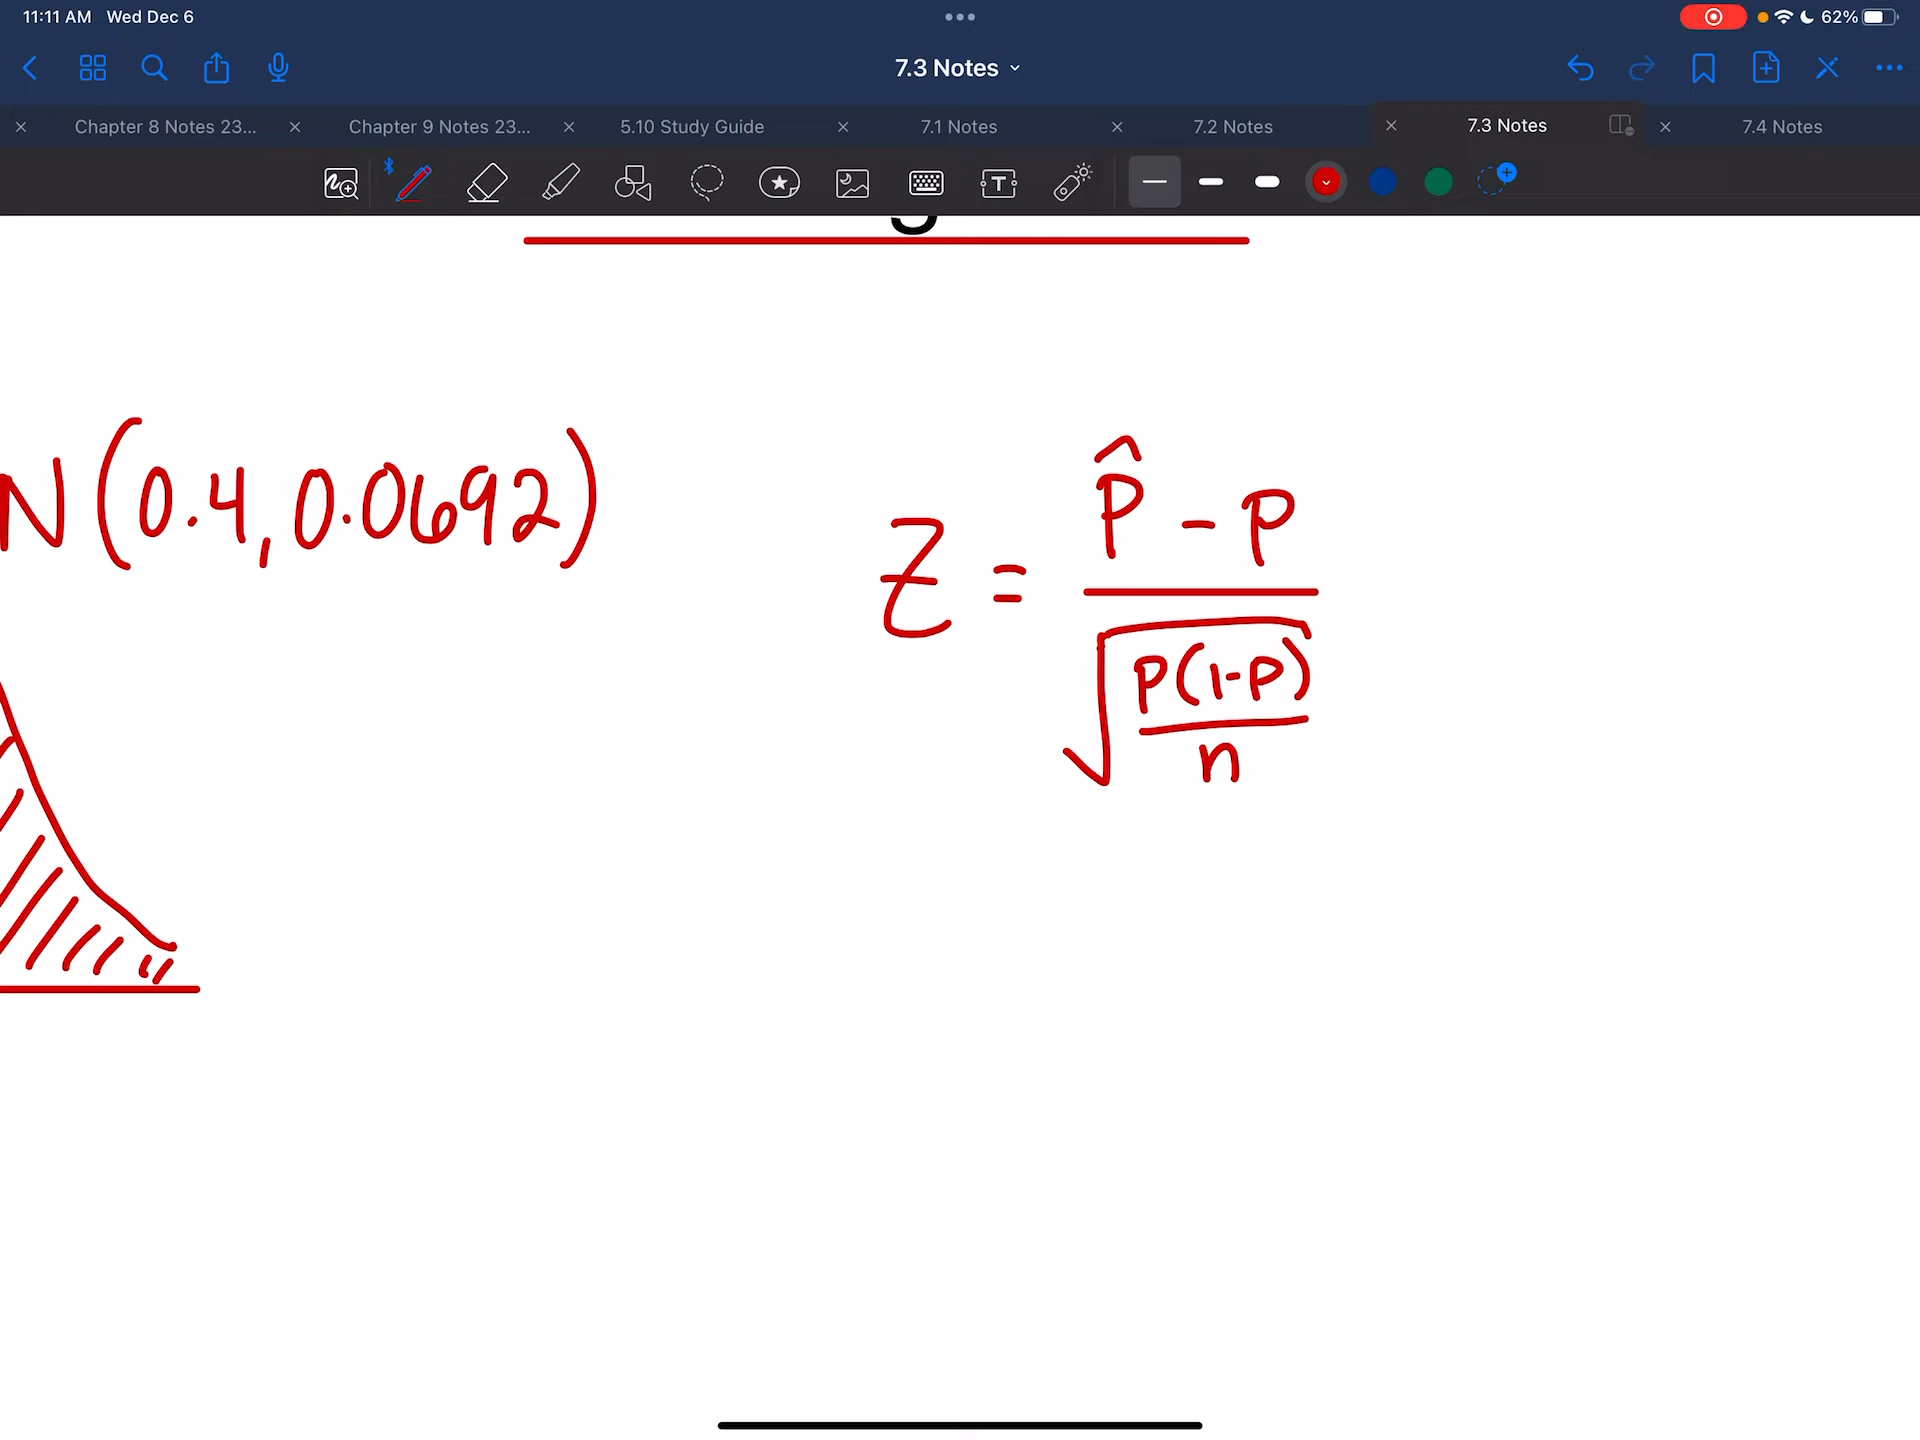 11:11 AM Wed Dec 6
62%
7.3 Notes
Chapter 8 Notes 23...
Chapter 9 Notes 23...
5.10 Study Guide
7.1 Notes
7.2 Notes
7.3 Notes
7.4 Notes
T
N(0.4, 0.0692)
p̂ - p
Z =
√
p(1-p)
n